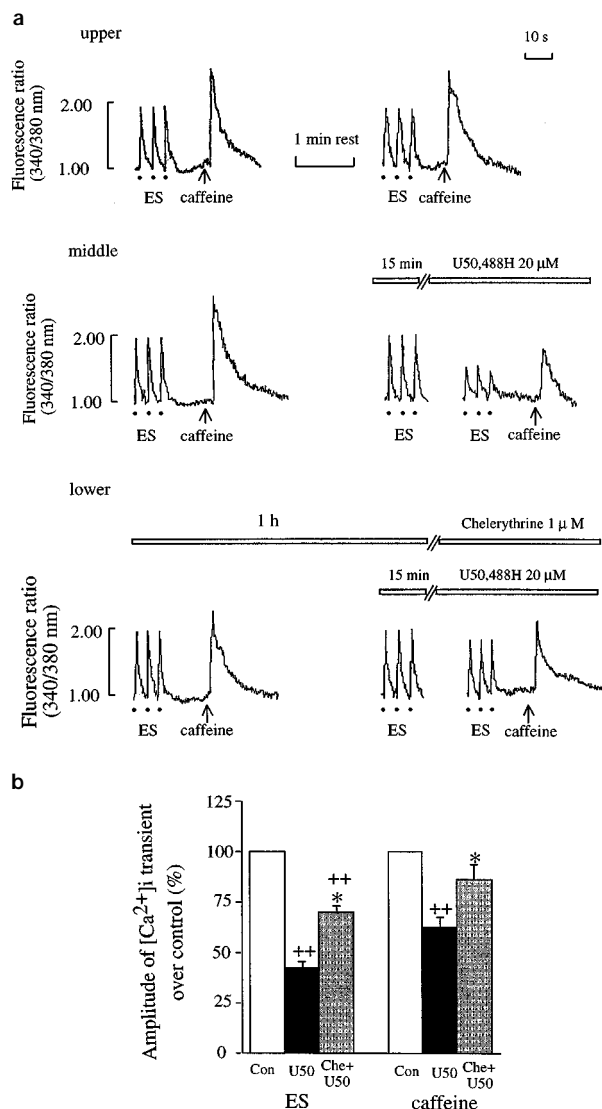 a
upper
10 s
Fluorescence ratio
(340/380 nm)
2.00
1.00
1 min rest
ES
caffeine
ES
caffeine
middle
15 min
U50,488H 20 μM
Fluorescence ratio
(340/380 nm)
2.00
1.00
ES
caffeine
ES
ES
caffeine
lower
1 h
Chelerythrine 1 μ M
15 min
U50,488H 20 μM
Fluorescence ratio
(340/380 nm)
2.00
1.00
ES
caffeine
ES
ES
caffeine
b
Amplitude of [Ca2+]i transient
over control (%)
125
100
75
50
25
0
++
++
*
++
*
Con
U50
Che+
U50
Con
U50
Che+
U50
ES
caffeine